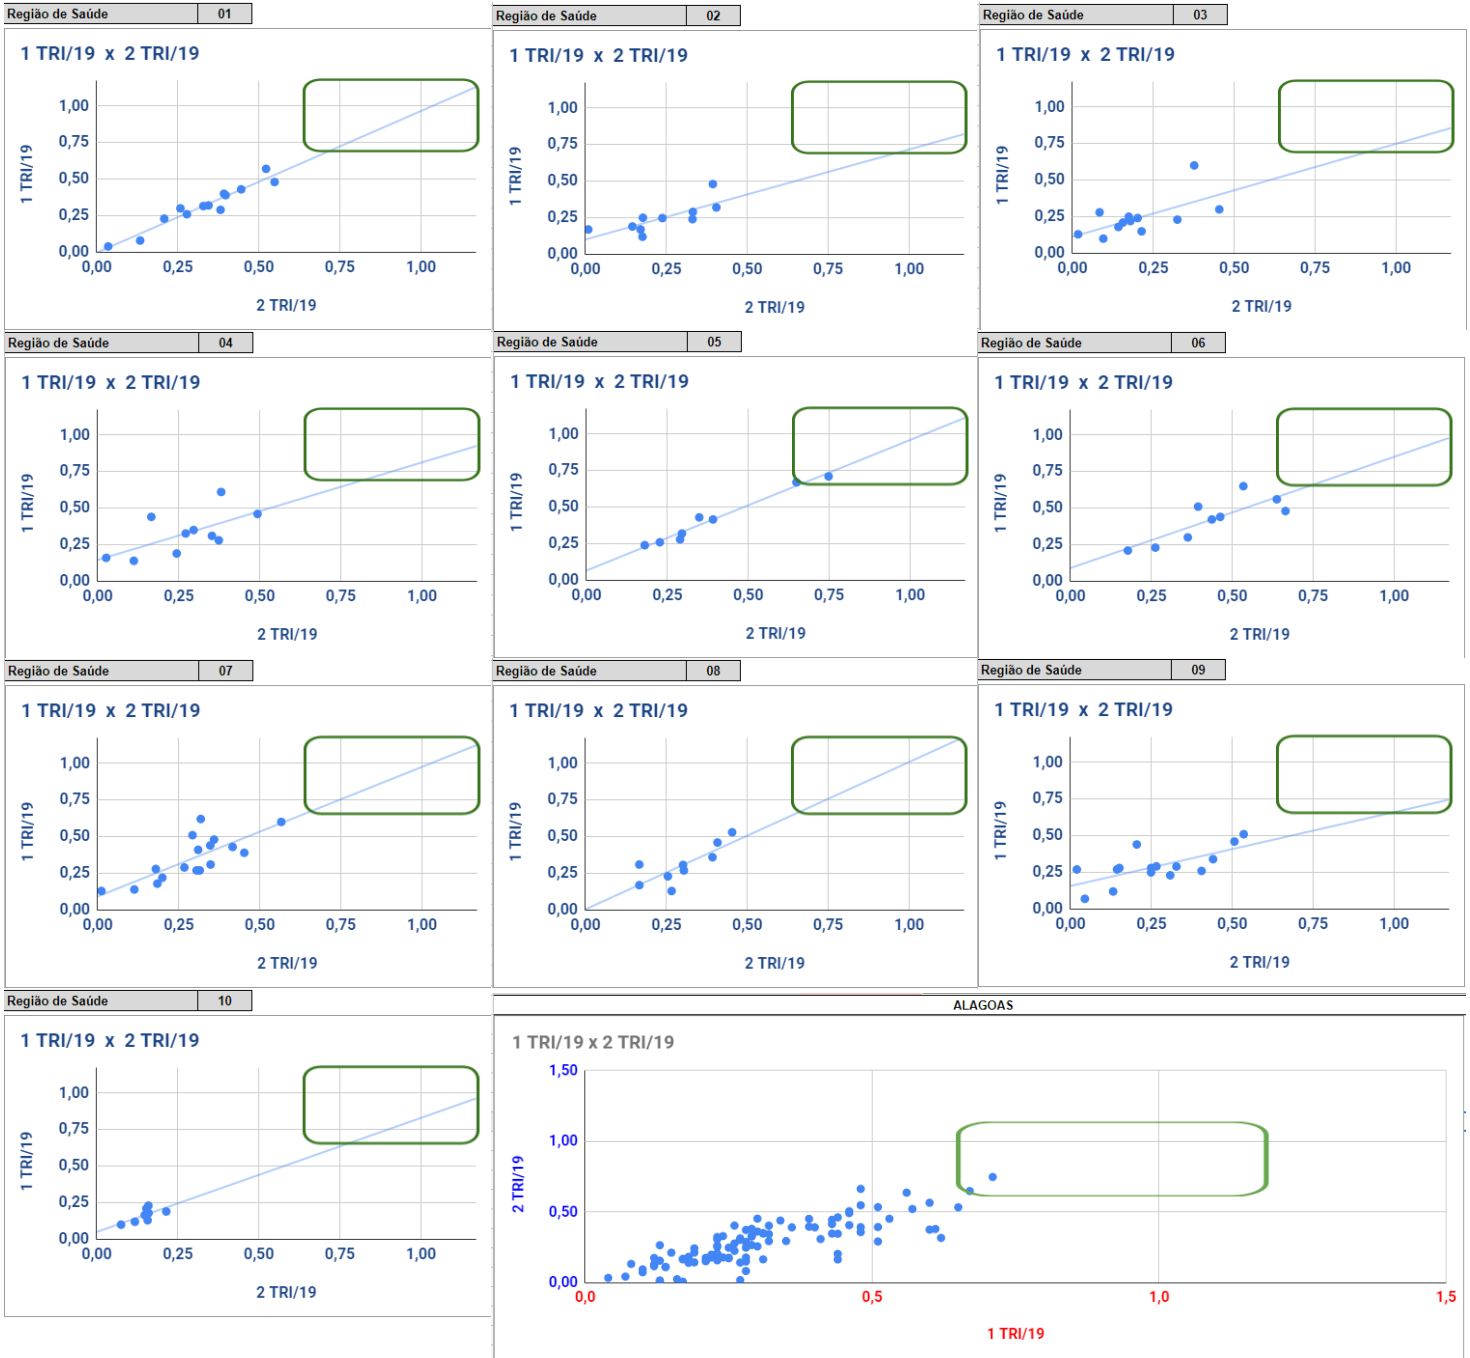 Região de Saúde 01
1 TRI/19 x 2 TRI/19
1 TRI/19
1,00
0,75
0,50
0,25
0,00
0,00 0,25 0,50 0,75 1,00
2 TRI/19
Região de Saúde 02
1 TRI/19 x 2 TRI/19
1 TRI/19
1,00
0,75
0,50
0,25
0,00
0,00 0,25 0,50 0,75 1,00
2 TRI/19
Região de Saúde 03
1 TRI/19 x 2 TRI/19
1 TRI/19
1,00
0,75
0,50
0,25
0,00
0,00 0,25 0,50 0,75 1,00
2 TRI/19
Região de Saúde 04
1 TRI/19 x 2 TRI/19
1 TRI/19
1,00
0,75
0,50
0,25
0,00
0,00 0,25 0,50 0,75 1,00
2 TRI/19
Região de Saúde 05
1 TRI/19 x 2 TRI/19
1 TRI/19
1,00
0,75
0,50
0,25
0,00
0,00 0,25 0,50 0,75 1,00
2 TRI/19
Região de Saúde 06
1 TRI/19 x 2 TRI/19
1 TRI/19
1,00
0,75
0,50
0,25
0,00
0,00 0,25 0,50 0,75 1,00
2 TRI/19
Região de Saúde 07
1 TRI/19 x 2 TRI/19
1 TRI/19
1,00
0,75
0,50
0,25
0,00
0,00 0,25 0,50 0,75 1,00
2 TRI/19
Região de Saúde 08
1 TRI/19 x 2 TRI/19
1 TRI/19
1,00
0,75
0,50
0,25
0,00
0,00 0,25 0,50 0,75 1,00
2 TRI/19
Região de Saúde 09
1 TRI/19 x 2 TRI/19
1 TRI/19
1,00
0,75
0,50
0,25
0,00
0,00 0,25 0,50 0,75 1,00
2 TRI/19
Região de Saúde 10
1 TRI/19 x 2 TRI/19
1 TRI/19
1,00
0,75
0,50
0,25
0,00
0,00 0,25 0,50 0,75 1,00
2 TRI/19
ALAGOAS
1 TRI/19 x 2 TRI/19
2 TRI/19
1,50
1,00
0,50
0,00
0,0 0,5 1,0 1,5
1 TRI/19